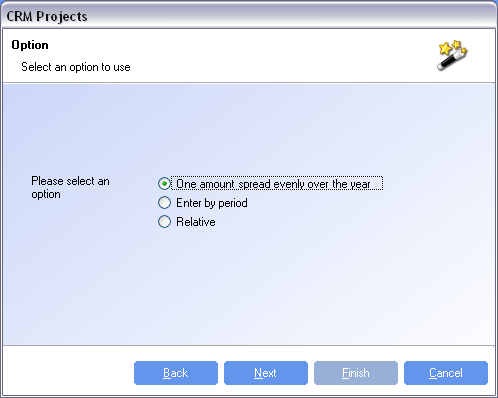 CRM Projects
Option
Select an option to use
Please select an
option
One amount spread evenly over the year
Enter by period
Relative
Back
Next
Finish
Cancel